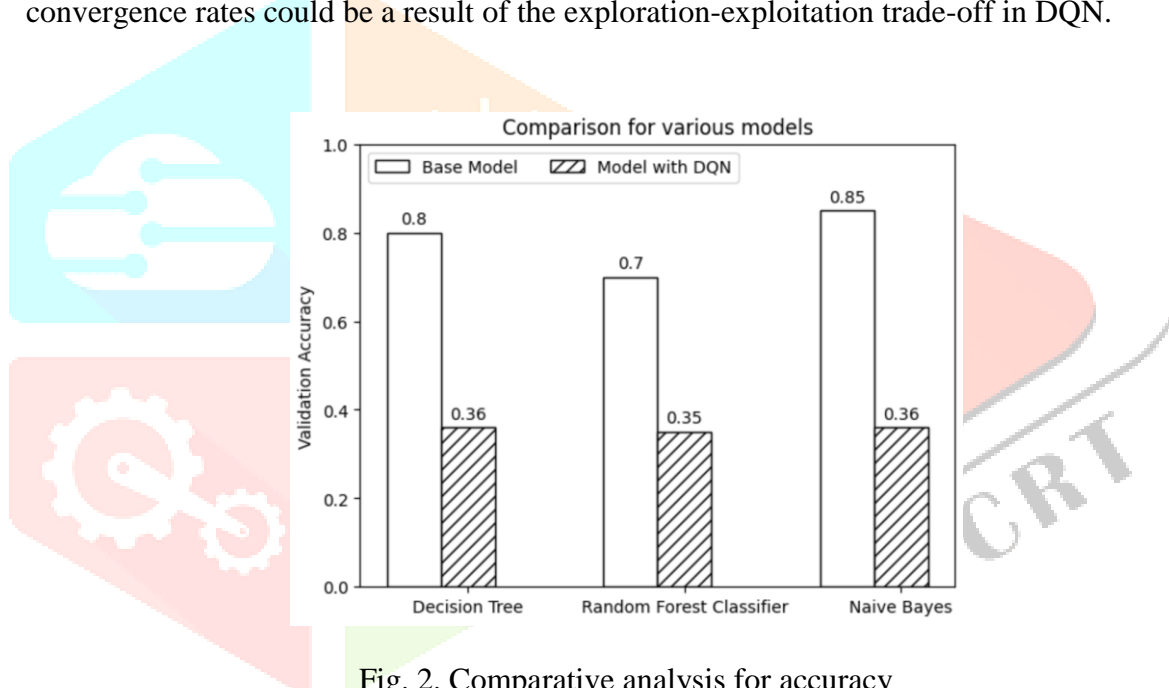 convergence rates could be a result of the exploration-exploitation trade-off in DQN.
Comparison for various models
1.0
Base Model Model with DQN
0.85
0.8
0.8
0.7
0.6
Validation Accuracy
0.4
0.36
0.35
0.36
0.2
0.0
Decision Tree Random Forest Classifier Naive Bayes
CRT
Fig. 2. Comparative analysis for accuracy